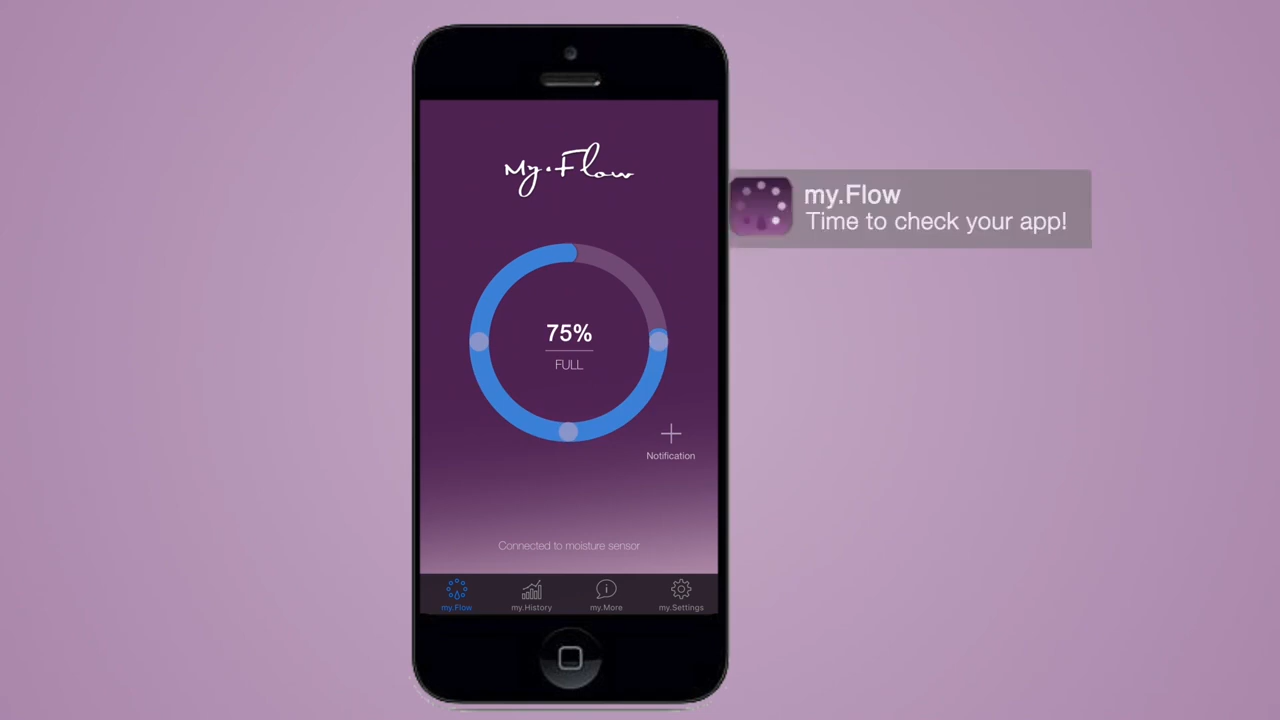 My.Flow
my.Flow
Time to check your app!
75%
FULL
Notification
Connected to moisture sensor
my.Flow
my.History
my.More
my.Settings